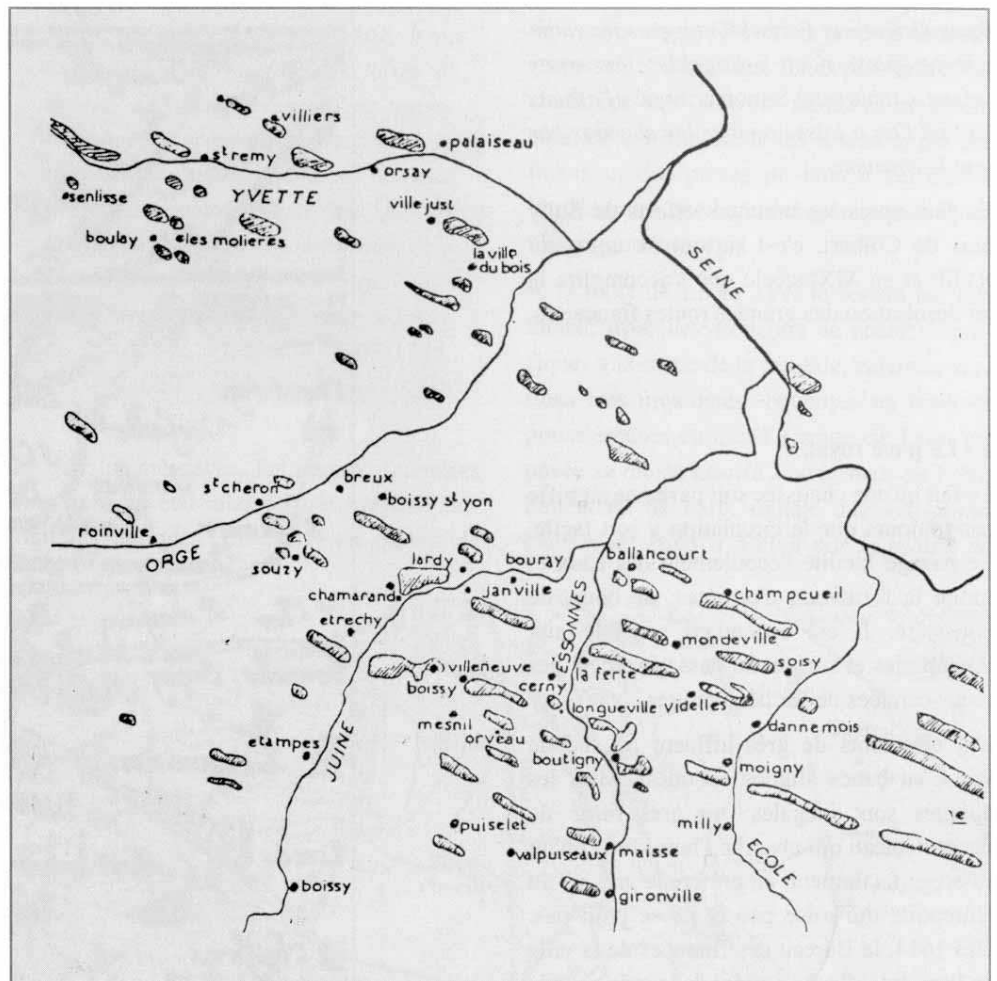 villiers
palaiseau
st remy
orsay
YVETTE
senlisse
ville just
boulay
les molieres
la ville
du bois
SEINE
st cheron
breux
boissy st yon
roinville
ORGE
souzy
lardy
bouray
ballancourt
chamarande
janville
champcueil
etrechy
ESSONNES
mondeville
villeneuve
la ferte
soisy
boissy
cerny
longueville
videlles
mesnil
dannemois
orveau
etampes
JUINE
boutigny
moigny
puiselet
milly
valpuiseaux
maisse
ECOLE
boissy
gironville